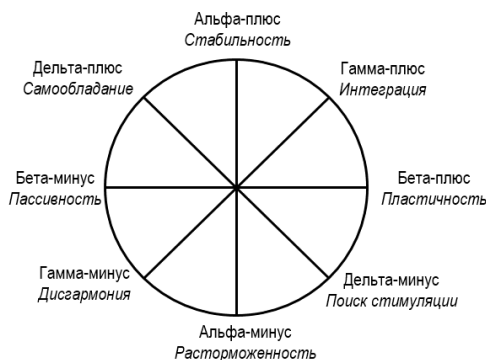 Альфа-плюс
Стабильность
Дельта-плюс
Самообладание
Гамма-плюс
Интеграция
Бета-минус
Пассивность
Бета-плюс
Пластичность
Гамма-минус
Дисгармония
Дельта-минус
Поиск стимуляции
Альфа-минус
Расторможенность